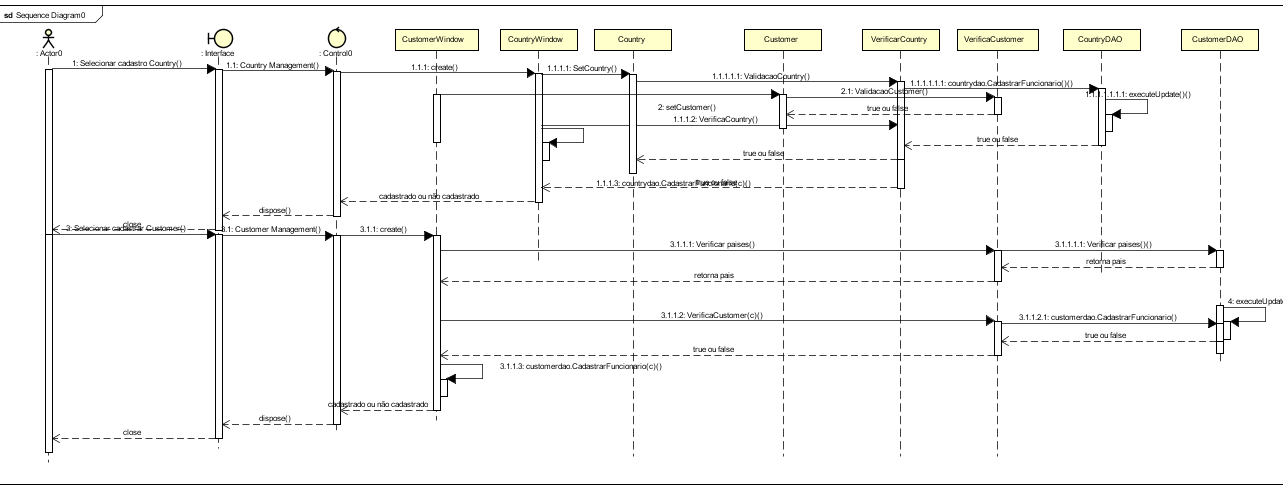 sd Sequence Diagram0
: Actor0
: Interface
: Control0
CustomerWindow
CountryWindow
Country
Customer
VerificarCountry
VerificaCustomer
CountryDAO
CustomerDAO
1: Selecionar cadastro Country()
1.1: Country Management()
1.1.1: create()
1.1.1.1: SetCountry()
1.1.1.1.1: ValidacaoCountry()
1.1.1.1.1.1: countrydao.CadastrarFuncionario()()
2.1: ValidacaoCustomer()
1.1.1.1.1.1.1: executeUpdate()()
2: setCustomer()
true ou false
1.1.1.2: VerificaCountry()
true ou false
true ou false
1.1.1.3: countrydao.CadastrarFuncionario(c)()
true ou false
cadastrado ou não cadastrado
dispose()
close
3: Selecionar cadastrar Customer()
3.1: Customer Management()
3.1.1: create()
3.1.1.1: Verificar paises()
3.1.1.1.1: Verificar paises()()
retorna pais
retorna pais
4: executeUpdate
3.1.1.2: VerificaCustomer(c)()
3.1.1.2.1: customerdao.CadastrarFuncionario()
true ou false
true ou false
3.1.1.3: customerdao.CadastrarFuncionario(c)()
cadastrado ou não cadastrado
dispose()
close